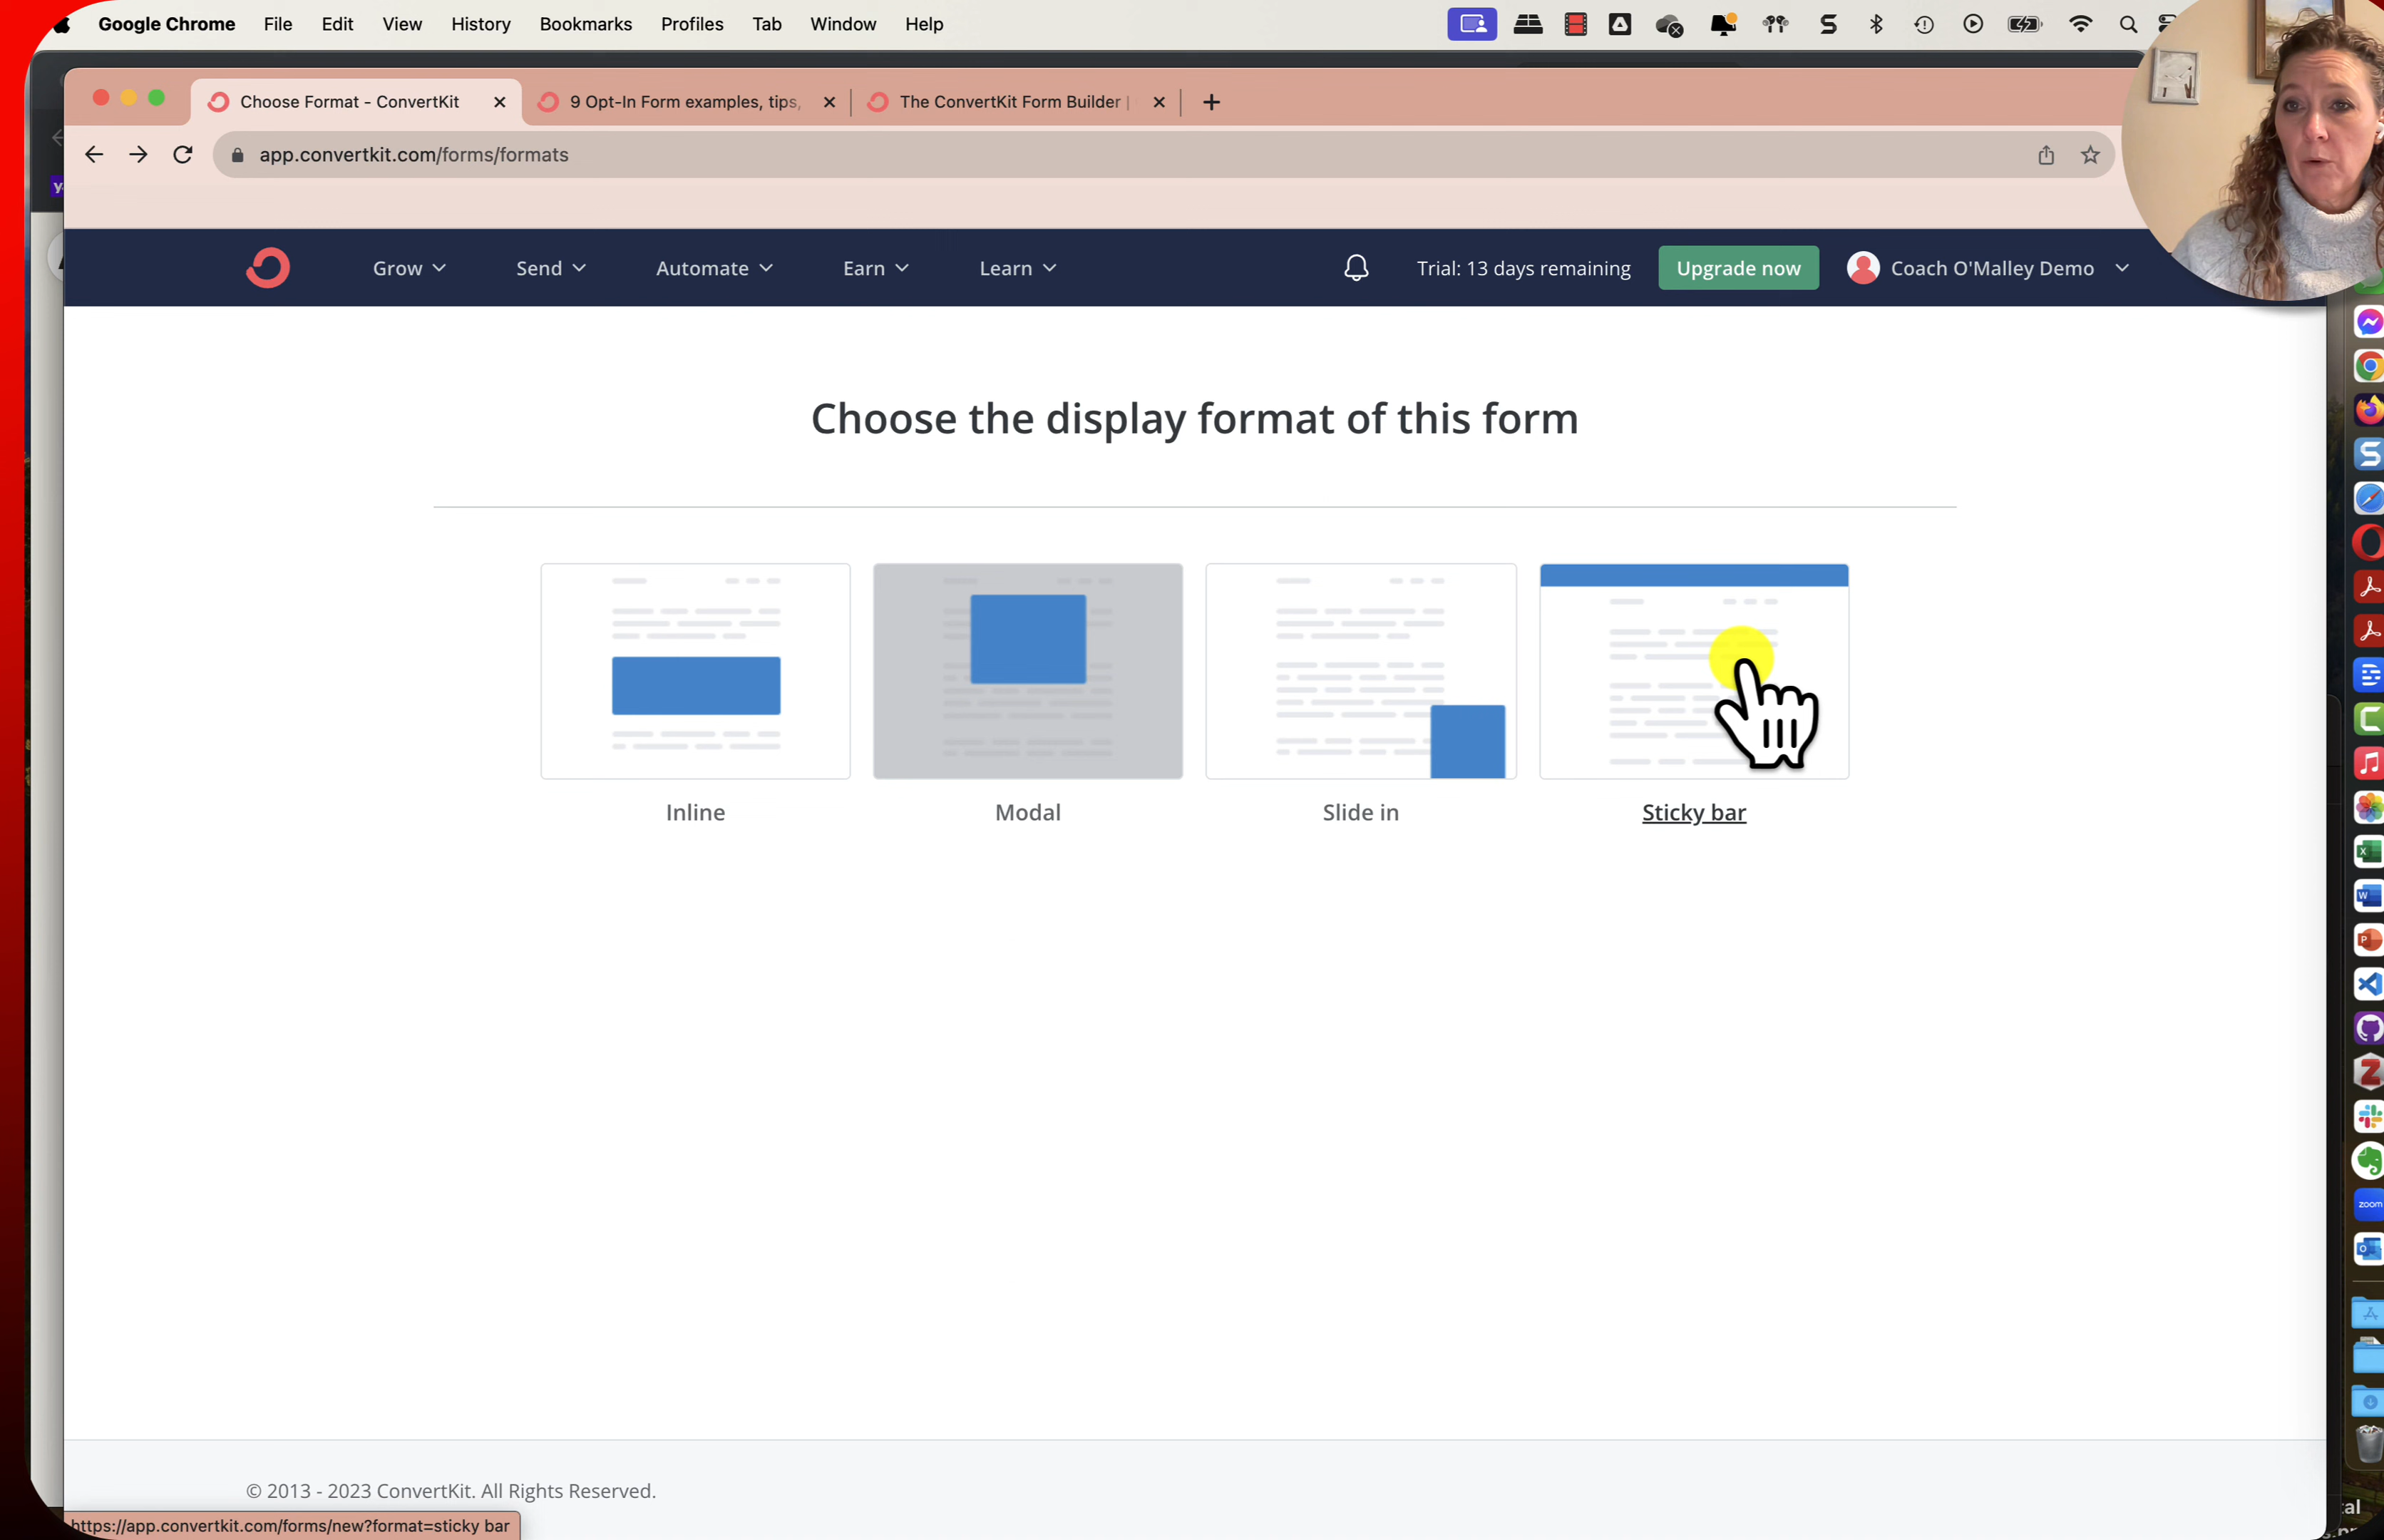 Google Chrome File Edit View History Bookmarks Profiles Tab Window Help
Choose Format - ConvertKit
9 Opt-In Form examples, tips,
The ConvertKit Form Builder |
app.convertkit.com/forms/formats
Grow Send Automate Earn Learn Trial: 13 days remaining Upgrade now Coach O'Malley Demo
Choose the display format of this form
Inline Modal Slide in Sticky bar
zoom
© 2013 - 2023 ConvertKit. All Rights Reserved.
https://app.convertkit.com/forms/new?format=sticky bar